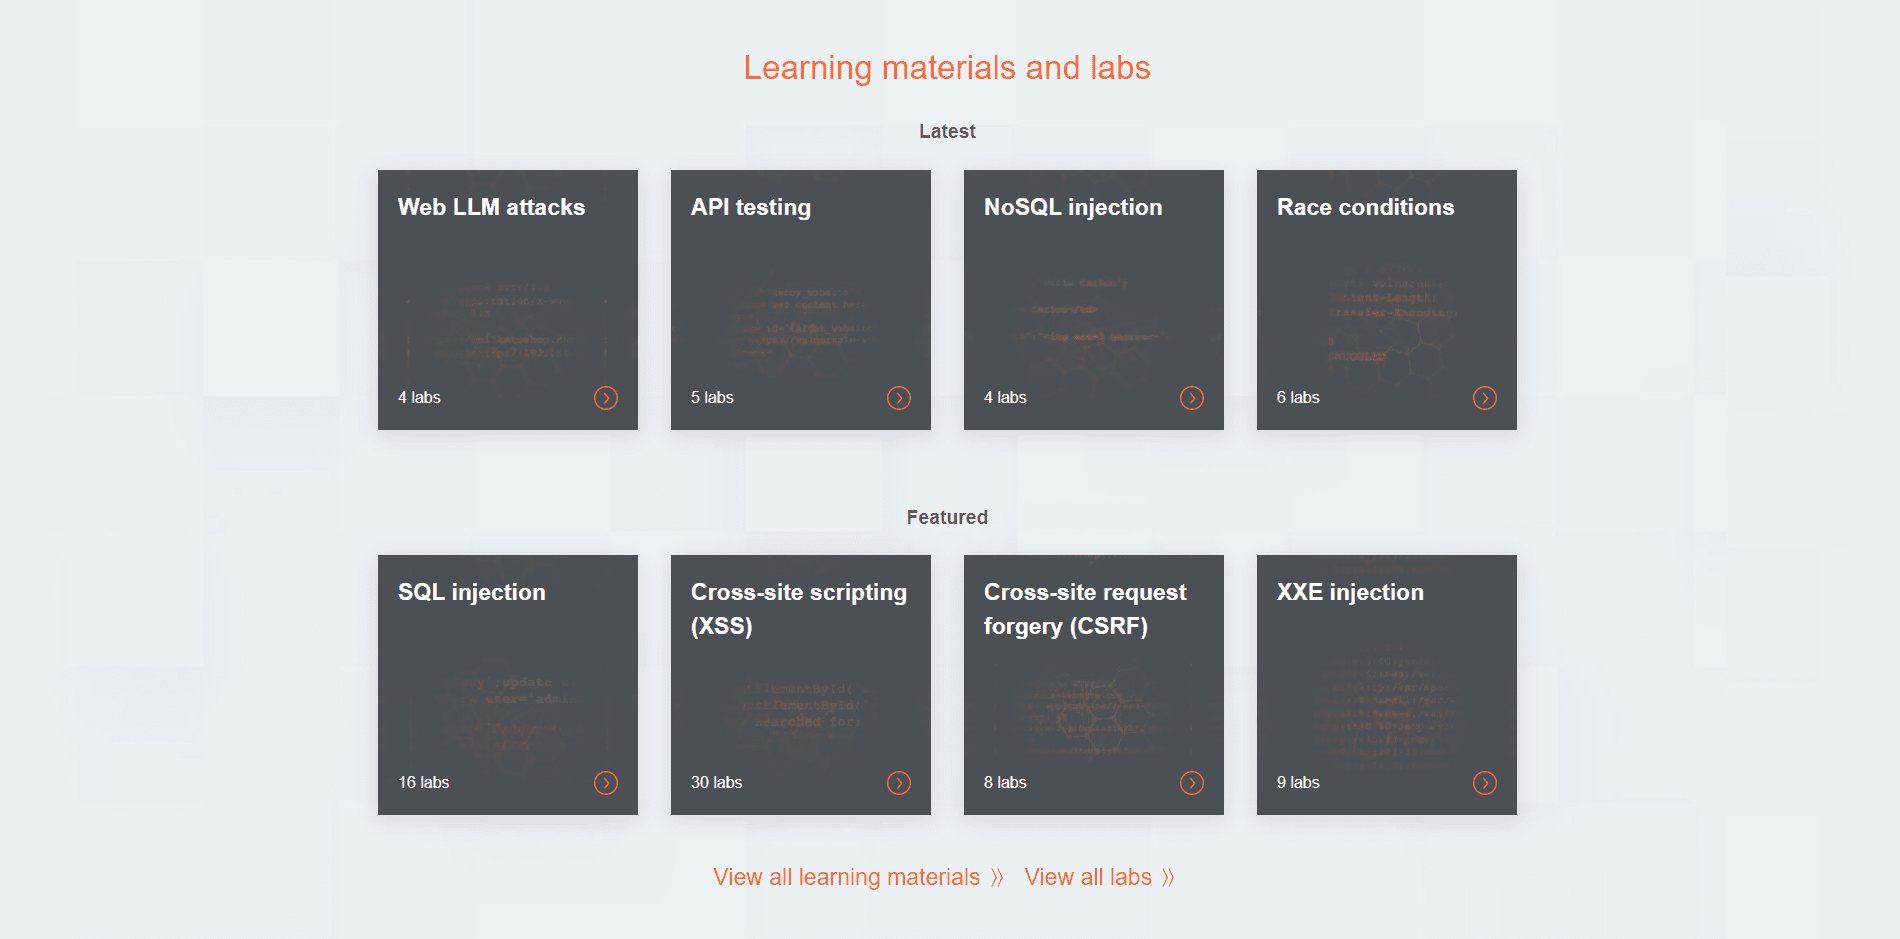 Learning materials and labs
Latest
Web LLM attacks
4 labs
API testing
5 labs
NoSQL injection
4 labs
Race conditions
6 labs
Featured
SQL injection
16 labs
Cross-site scripting
(XSS)
30 labs
Cross-site request
forgery (CSRF)
8 labs
XXE injection
9 labs
View all learning materials
View all labs